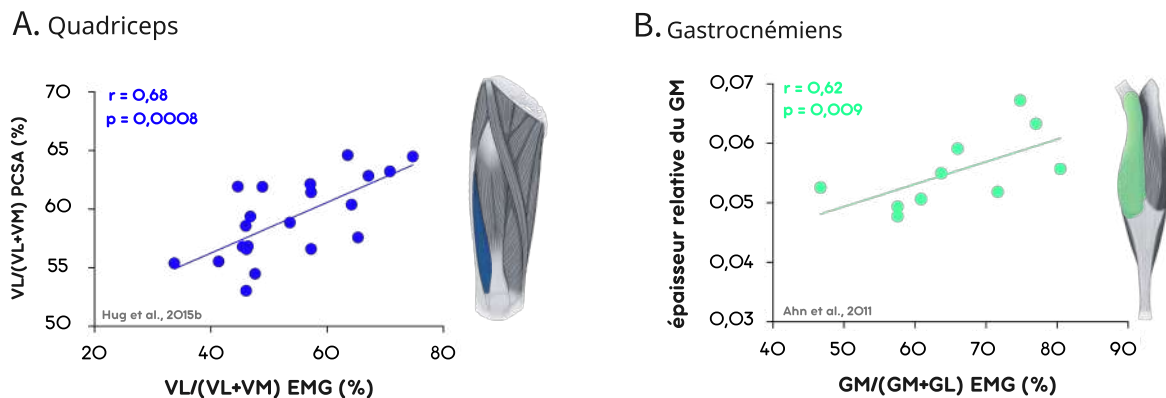 A. Quadriceps
70
65
60
55
50
VL/(VL+VM) PCSA (%)
r = 0,68
p = 0,0008
Hug et al., 2015b
20 40 60 80
VL/(VL+VM) EMG (%)
B. Gastrocnémiens
0,07
0,06
0,05
0,04
0,03
épaisseur relative du GM
r = 0,62
p = 0,009
Ahn et al., 2011
40 50 60 70 80 90
GM/(GM+GL) EMG (%)